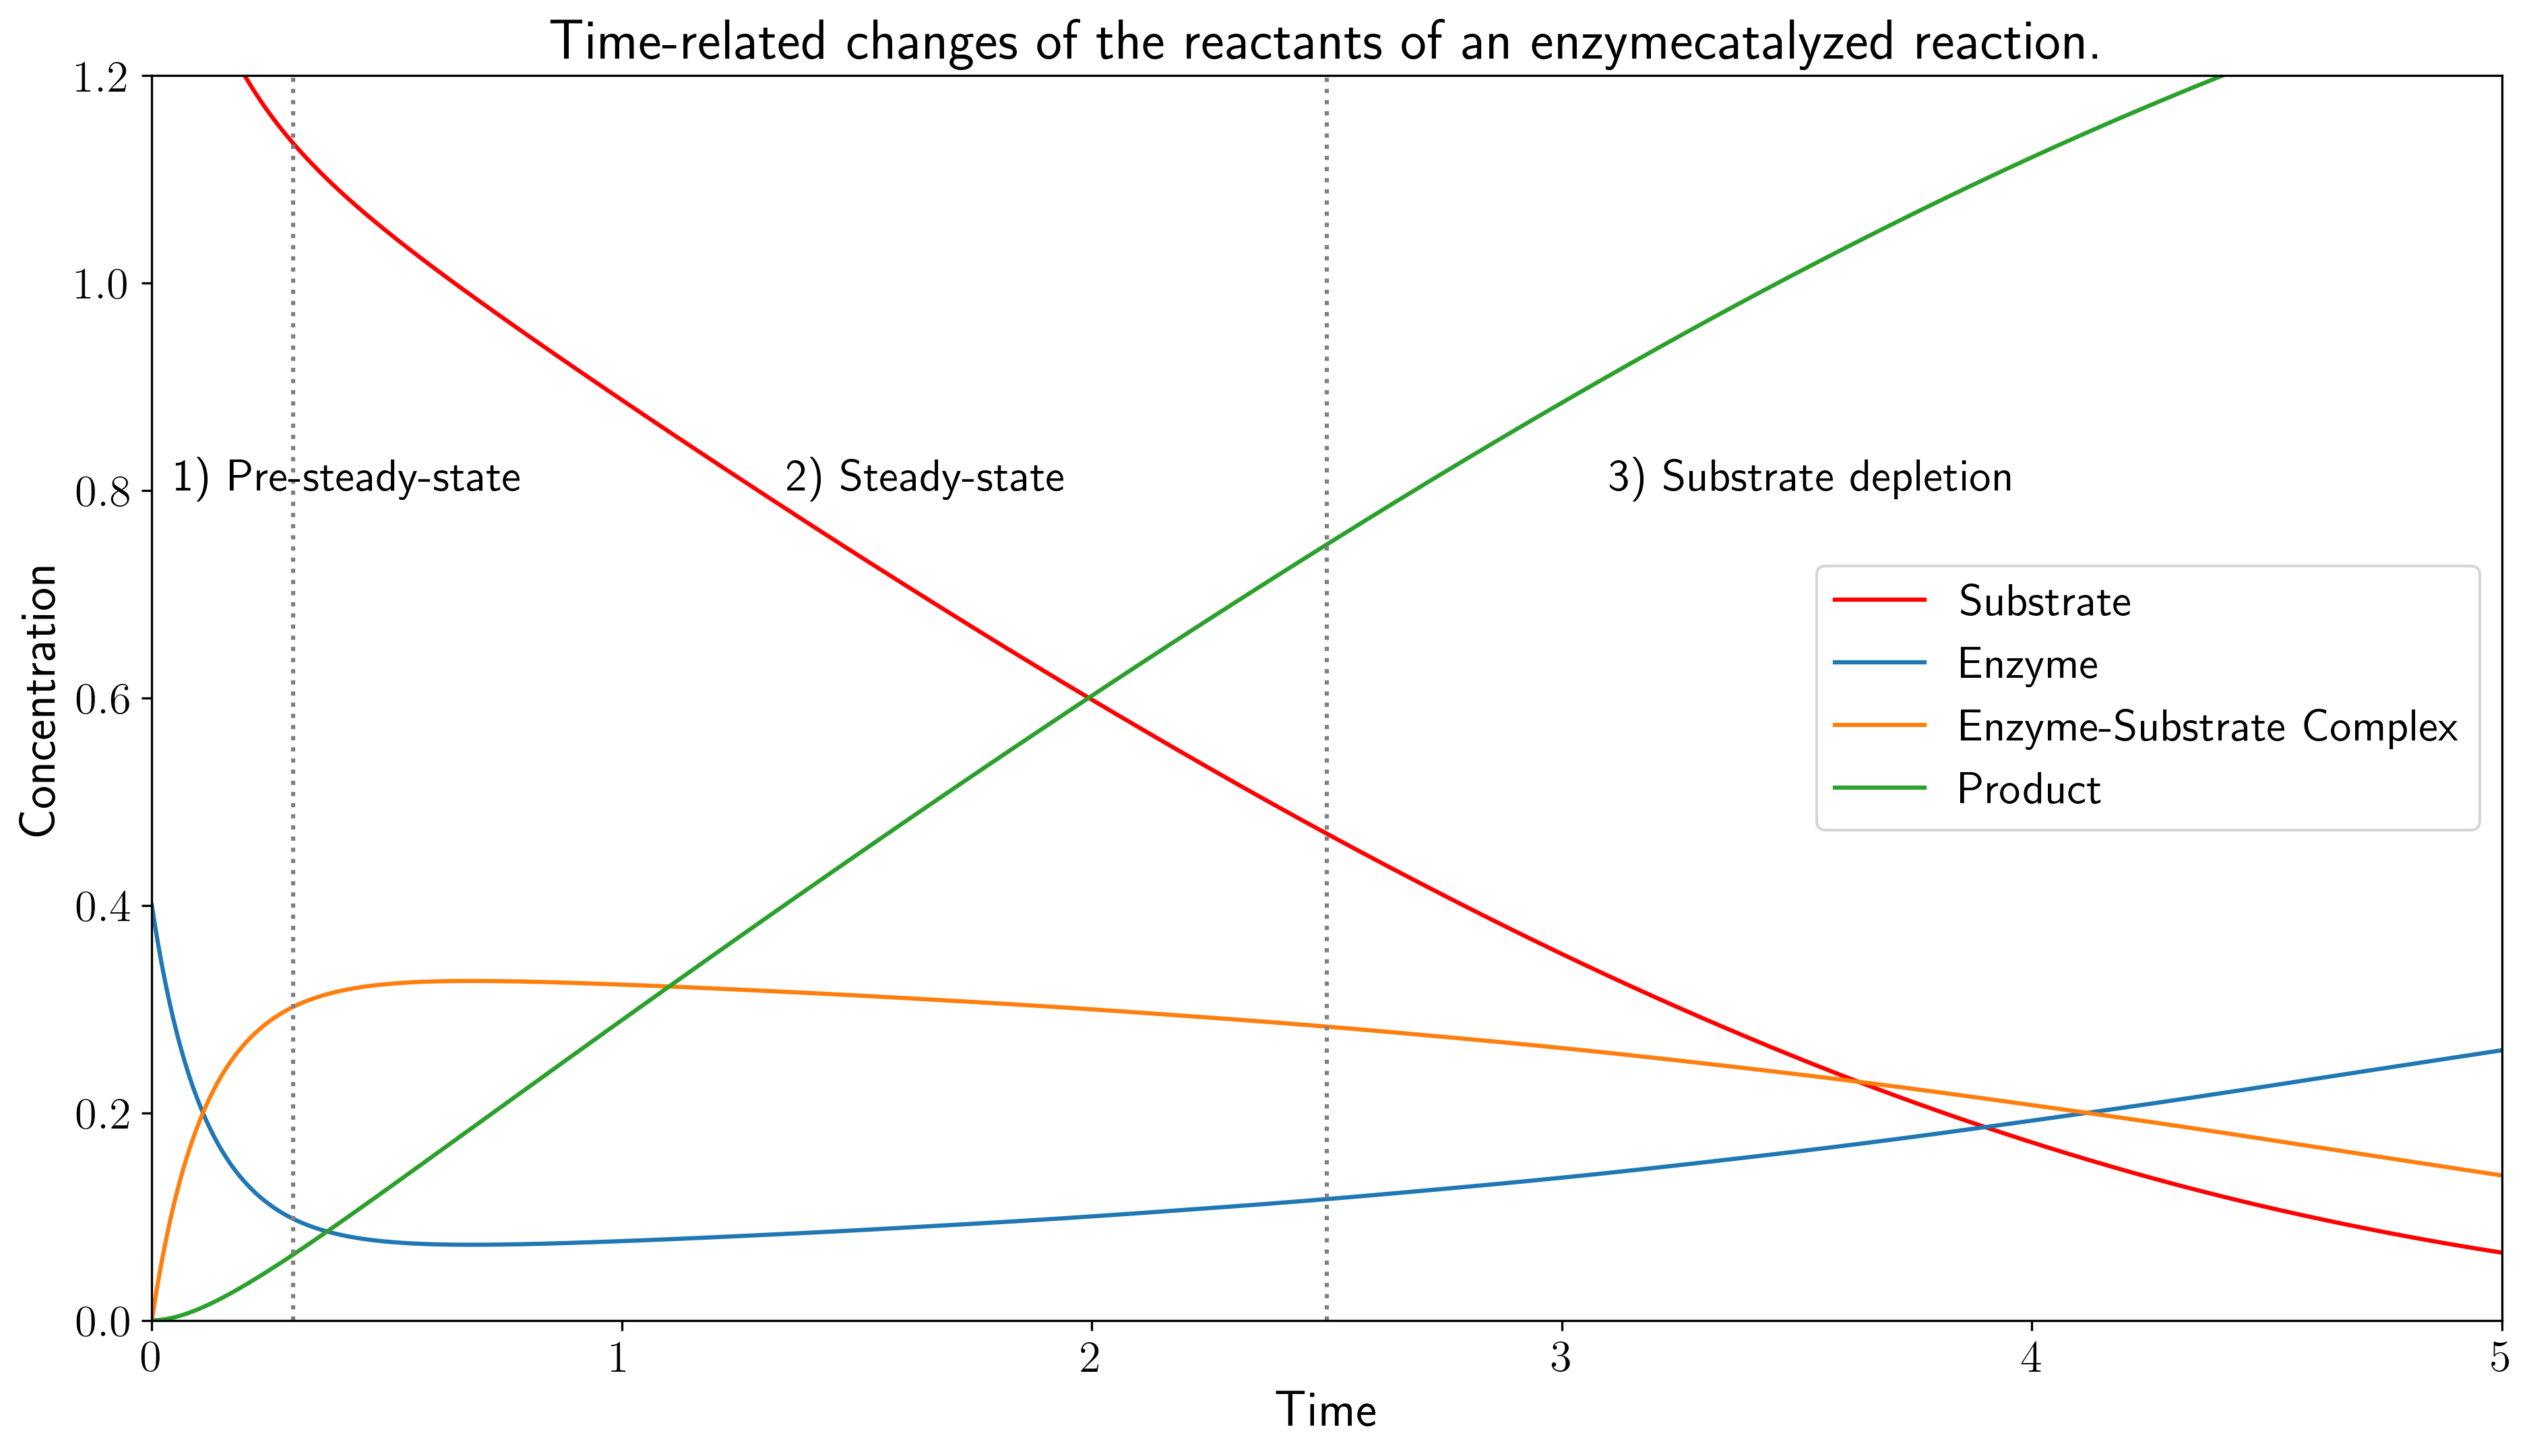 Time-related changes of the reactants of an enzymecatalyzed reaction.
1.2
1.0
0.8
0.6
0.4
0.2
0.0
Concentration
1) Pre-steady-state
2) Steady-state
3) Substrate depletion
Substrate
Enzyme
Enzyme-Substrate Complex
Product
0 1 2 3 4 5
Time